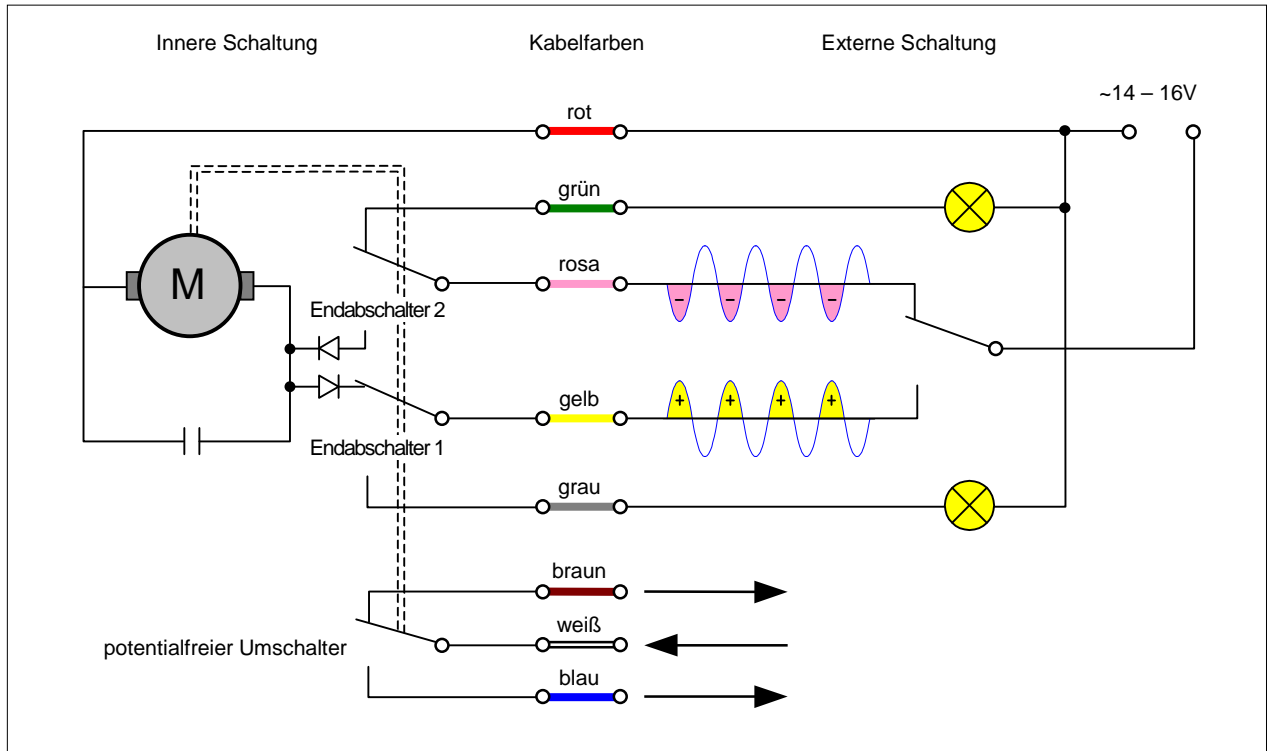 Innere Schaltung Kabelfarben Externe Schaltung
~14 – 16V
rot
grün
M
rosa
- - - -
Endabschalter 2
gelb
+ + + +
Endabschalter 1
grau
braun
weiß
potentialfreier Umschalter
blau